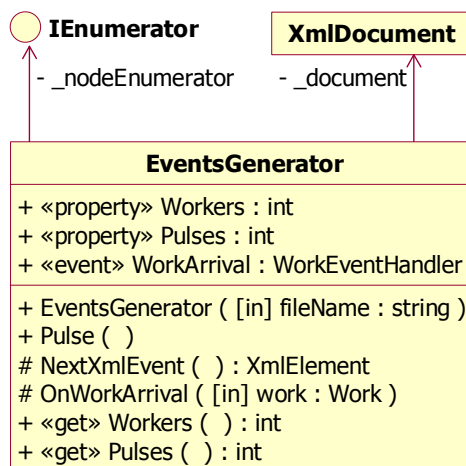 IEnumerator
XmlDocument
- _nodeEnumerator
- _document
EventsGenerator
+ «property» Workers : int
+ «property» Pulses : int
+ «event» WorkArrival : WorkEventHandler
+ EventsGenerator ( [in] fileName : string )
+ Pulse ( )
# NextXmlEvent ( ) : XmlElement
# OnWorkArrival ( [in] work : Work )
+ «get» Workers ( ) : int
+ «get» Pulses ( ) : int